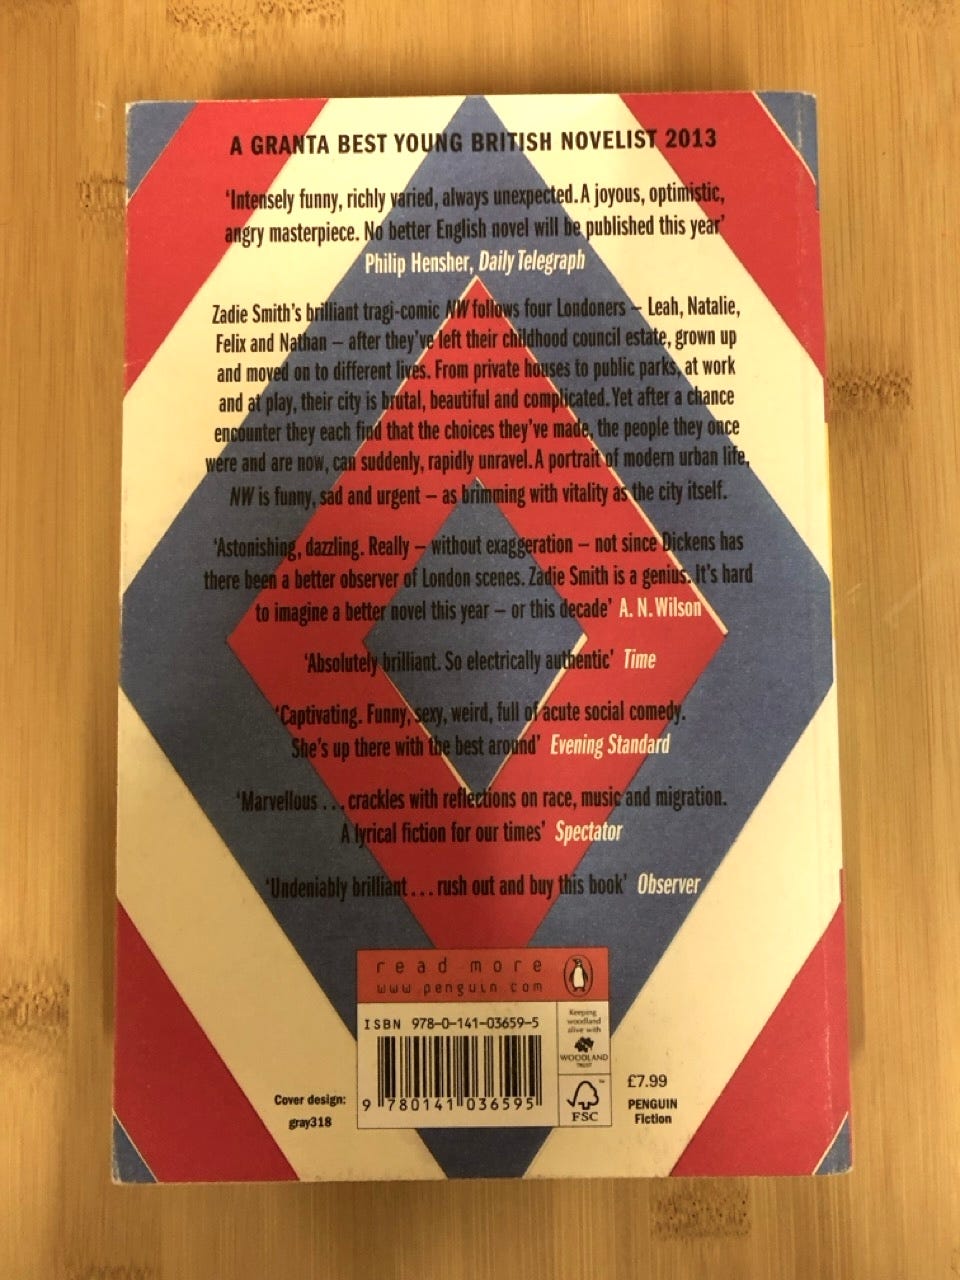 A GRANTA BEST YOUNG BRITISH NOVELIST 2013
‘Intensely funny, richly varied, always unexpected. A joyous, optimistic,
angry masterpiece. No better English novel will be published this year’
Philip Hensher, Daily Telegraph
Zadie Smith’s brilliant tragi-comic NW follows four Londoners – Leah, Natalie,
Felix and Nathan – after they’ve left their childhood council estate, grown up
and moved on to different lives. From private houses to public parks, at work
and at play, their city is brutal, beautiful and complicated. Yet after a chance
encounter they each find that the choices they’ve made, the people they once
were and are now, can suddenly, rapidly unravel. A portrait of modern urban life,
NW is funny, sad and urgent – as brimming with vitality as the city itself.
‘Astonishing, dazzling. Really – without exaggeration – not since Dickens has
there been a better observer of London scenes. Zadie Smith is a genius. It’s hard
to imagine a better novel this year – or this decade’ A. N. Wilson
‘Absolutely brilliant. So electrically authentic’ Time
‘Captivating. Funny, sexy, weird, full of acute social comedy.
She’s up there with the best around’ Evening Standard
‘Marvellous . . . crackles with reflections on race, music and migration.
A lyrical fiction for our times’ Spectator
‘Undeniably brilliant . . . rush out and buy this book’ Observer
read more
www.penguin.com
ISBN 978-0-141-03659-5
9 780141 036595
Keeping
woodland
alive with
WOODLAND
TRUST
FSC
™
Cover design:
gray318
£7.99
PENGUIN
Fiction